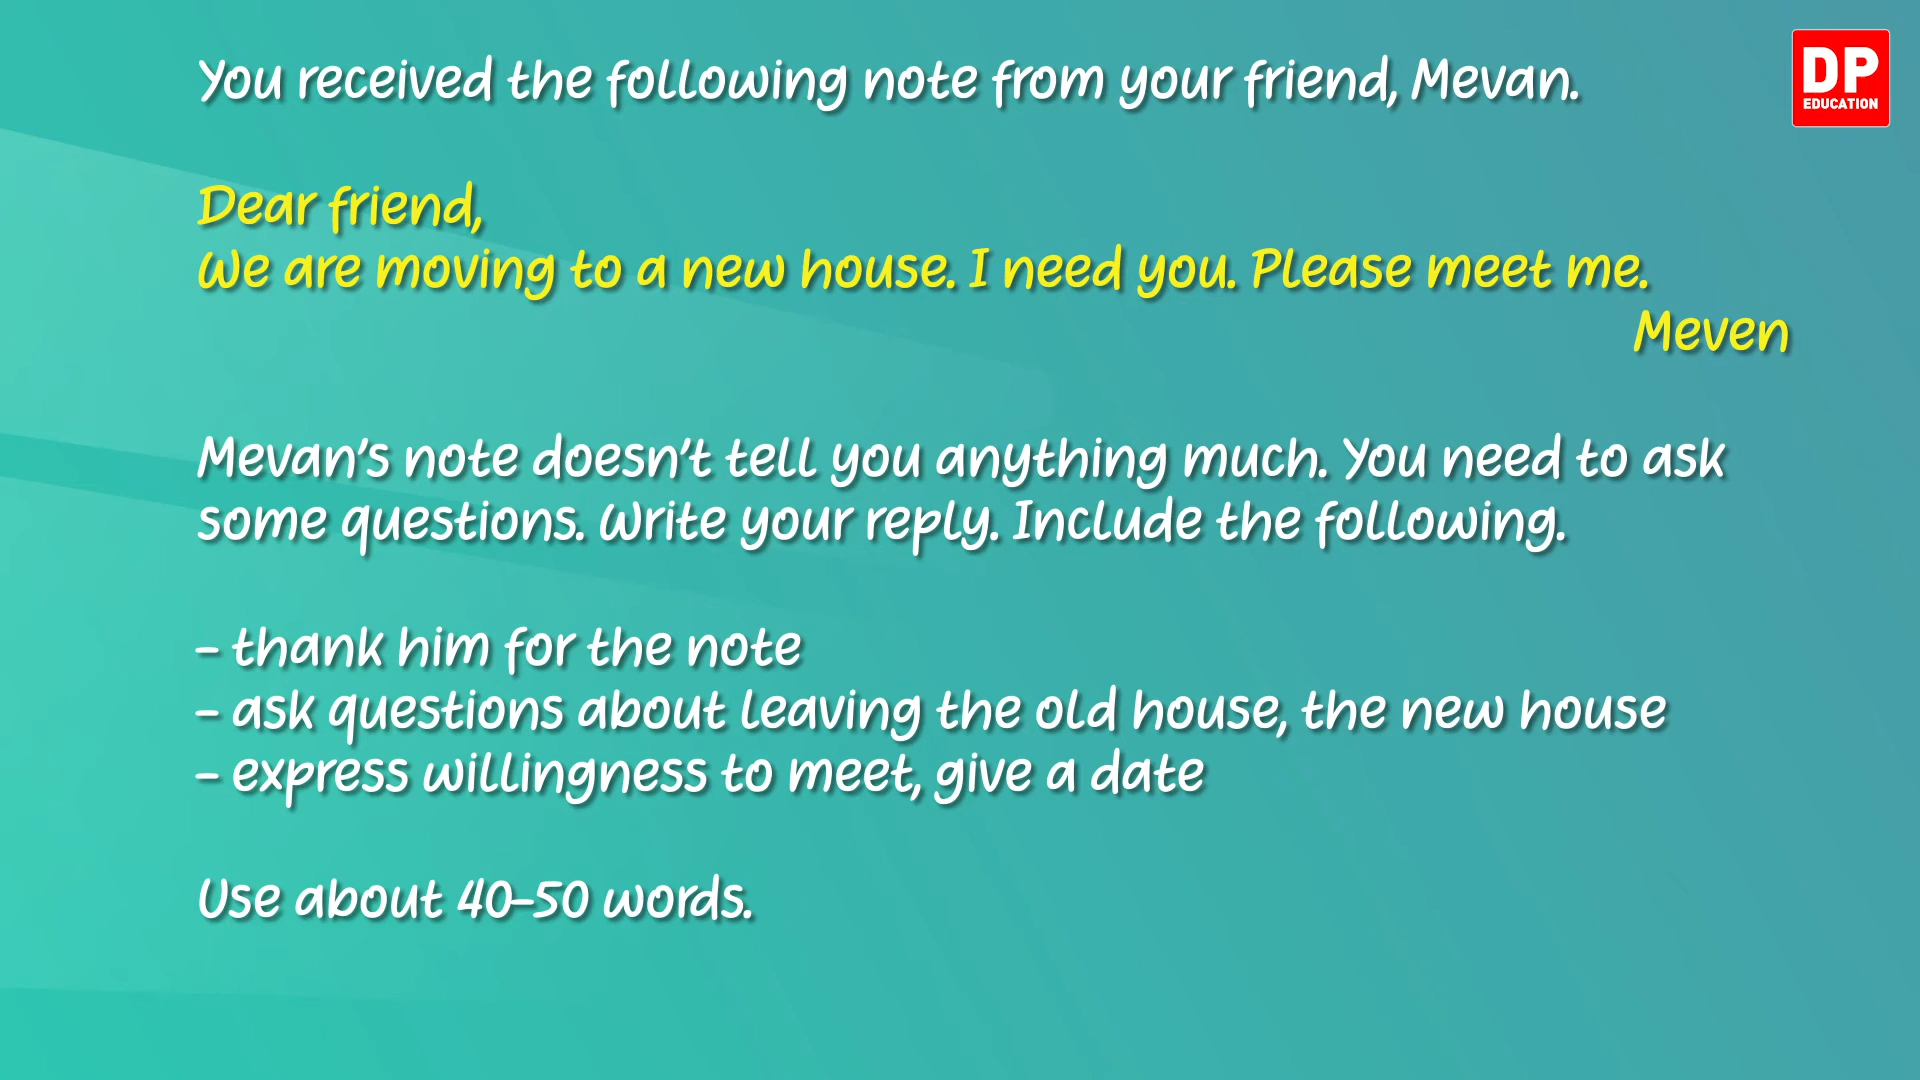 You received the following note from your friend, Mevan.
DP
EDUCATION
Dear friend,
We are moving to a new house. I need you. Please meet me.
Meven
Mevan's note doesn't tell you anything much. You need to ask
some questions. Write your reply. Include the following.
- thank him for the note
- ask questions about leaving the old house, the new house
- express willingness to meet, give a date
Use about 40-50 words.